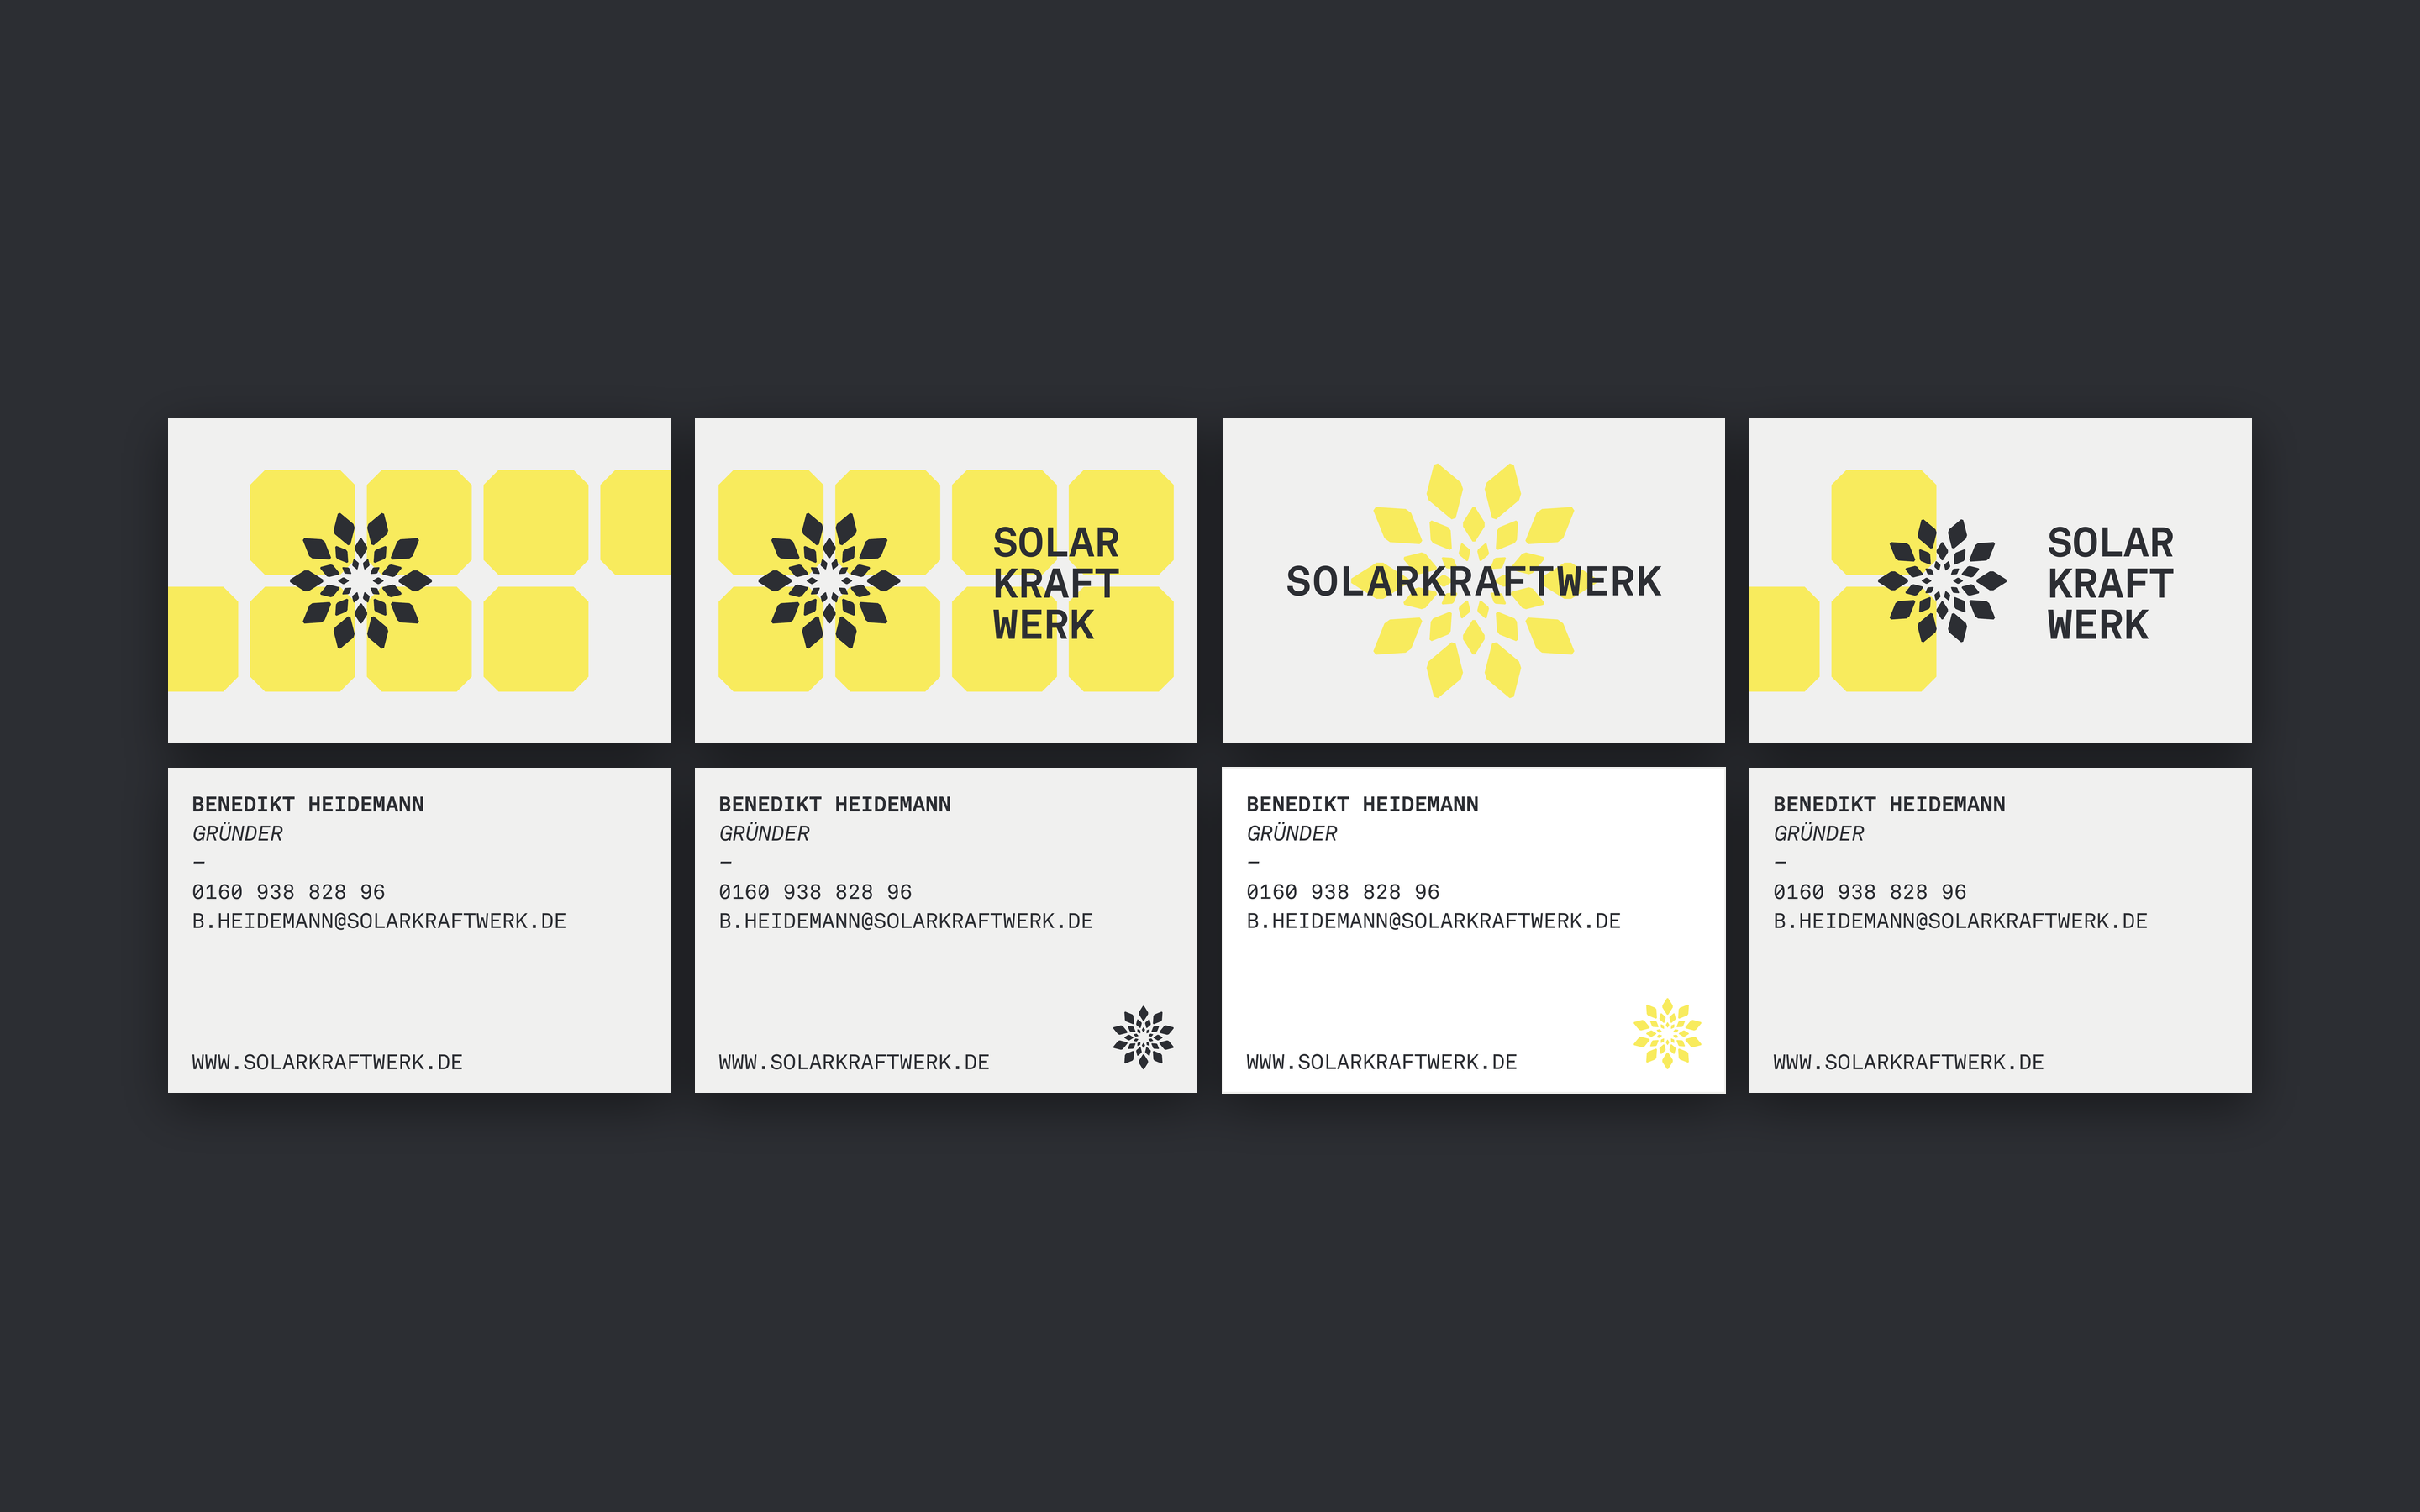 SOLAR
KRAFT
WERK
SOLARKRAFTWERK
SOLAR
KRAFT
WERK
BENEDIKT HEIDEMANN
GRÜNDER
–
0160 938 828 96
B.HEIDEMANN@SOLARKRAFTWERK.DE
WWW.SOLARKRAFTWERK.DE
BENEDIKT HEIDEMANN
GRÜNDER
–
0160 938 828 96
B.HEIDEMANN@SOLARKRAFTWERK.DE
WWW.SOLARKRAFTWERK.DE
BENEDIKT HEIDEMANN
GRÜNDER
–
0160 938 828 96
B.HEIDEMANN@SOLARKRAFTWERK.DE
WWW.SOLARKRAFTWERK.DE
BENEDIKT HEIDEMANN
GRÜNDER
–
0160 938 828 96
B.HEIDEMANN@SOLARKRAFTWERK.DE
WWW.SOLARKRAFTWERK.DE